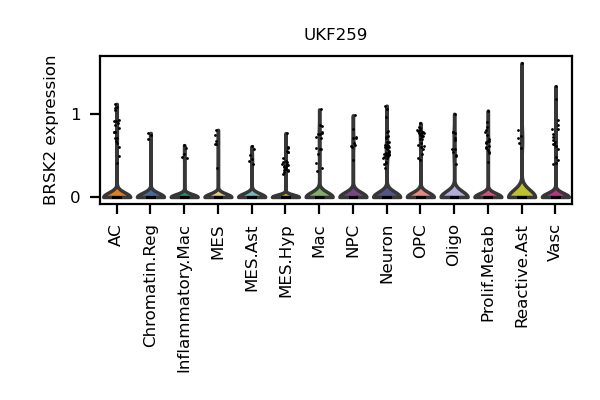 UKF259
BRSK2 expression
1
0
AC
Chromatin.Reg
Inflammatory.Mac
MES
MES.Ast
MES.Hyp
Mac
NPC
Neuron
OPC
Oligo
Prolif.Metab
Reactive.Ast
Vasc